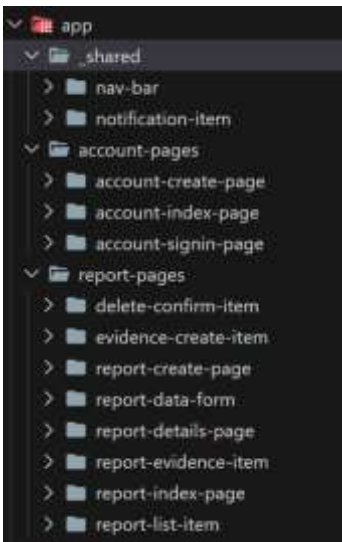 app
_shared
nav-bar
notification-item
account-pages
account-create-page
account-index-page
account-signin-page
report-pages
delete-confirm-item
evidence-create-item
report-create-page
report-data-form
report-details-page
report-evidence-item
report-index-page
report-list-item